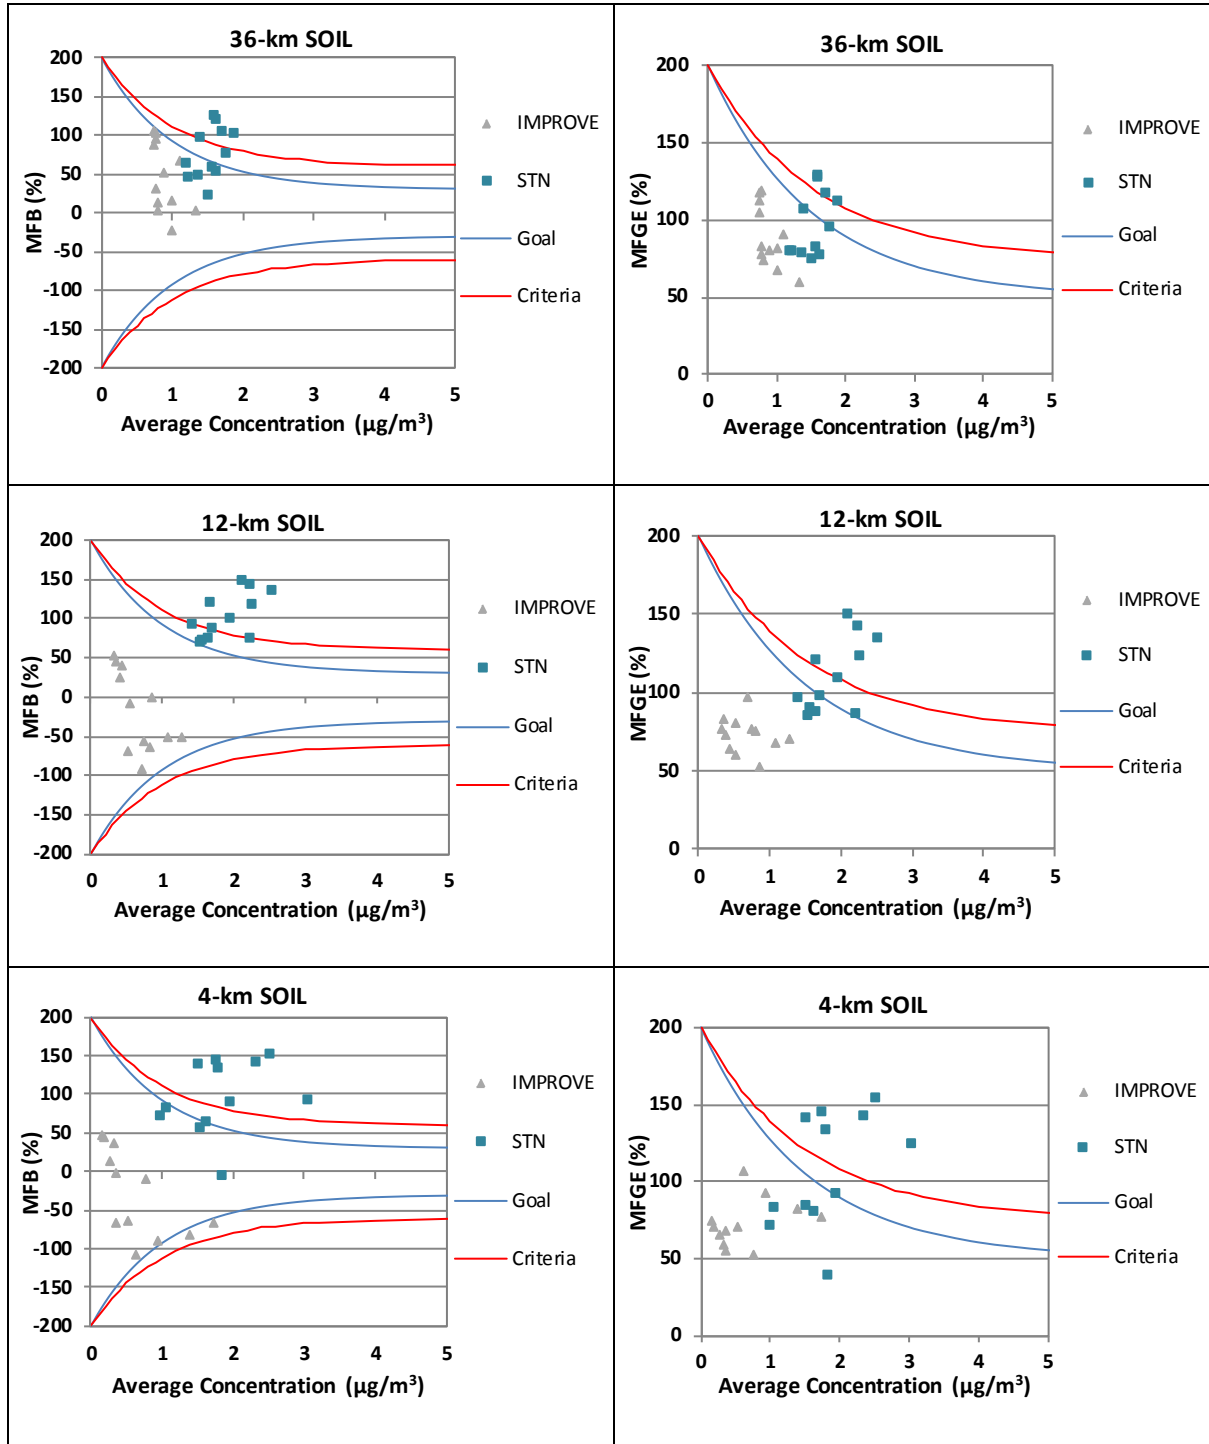 36-km SOIL
200
150
100
50
0
-50
-100
-150
-200
MFB (%)
0 1 2 3 4 5
Average Concentration (µg/m³)
IMPROVE
STN
Goal
Criteria
36-km SOIL
200
150
100
50
0
MFGE (%)
0 1 2 3 4 5
Average Concentration (µg/m³)
IMPROVE
STN
Goal
Criteria
12-km SOIL
200
150
100
50
0
-50
-100
-150
-200
MFB (%)
0 1 2 3 4 5
Average Concentration (µg/m³)
IMPROVE
STN
Goal
Criteria
12-km SOIL
200
150
100
50
0
MFGE (%)
0 1 2 3 4 5
Average Concentration (µg/m³)
IMPROVE
STN
Goal
Criteria
4-km SOIL
200
150
100
50
0
-50
-100
-150
-200
MFB (%)
0 1 2 3 4 5
Average Concentration (µg/m³)
IMPROVE
STN
Goal
Criteria
4-km SOIL
200
150
100
50
0
MFGE (%)
0 1 2 3 4 5
Average Concentration (µg/m³)
IMPROVE
STN
Goal
Criteria